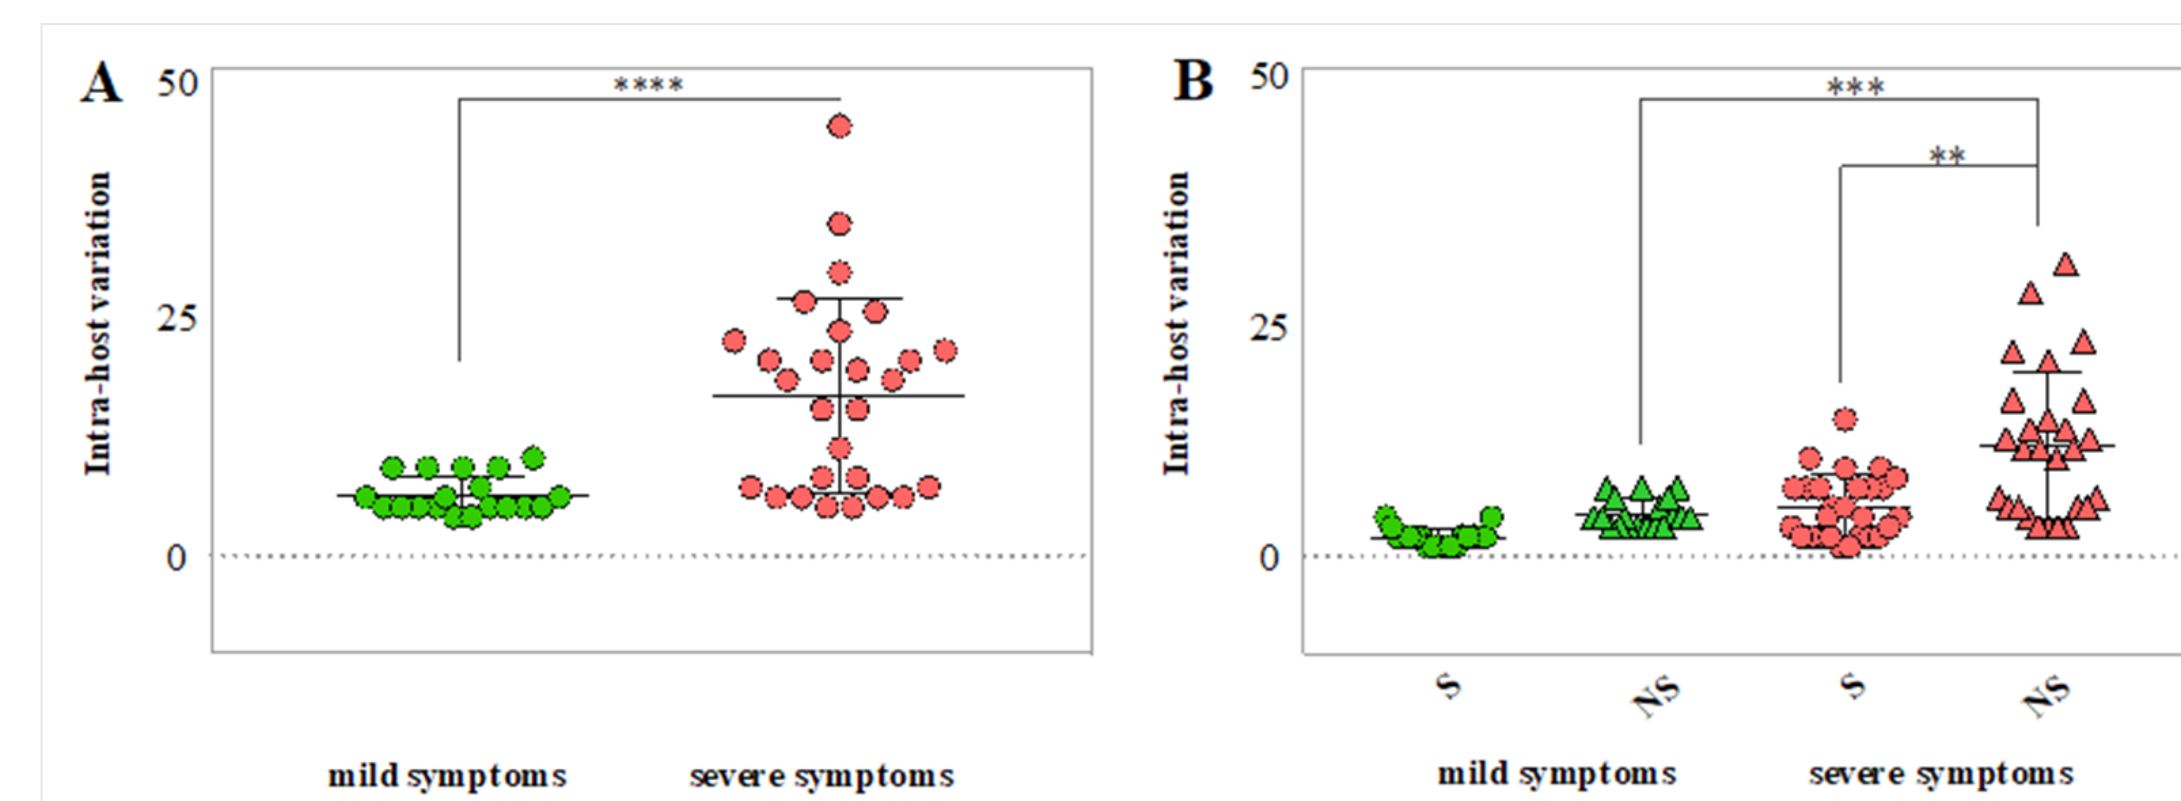 A
50
****
25
0
Intra-host variation
mild symptoms
severe symptoms
B
50
***
**
25
0
Intra-host variation
S
NS
S
NS
mild symptoms
severe symptoms